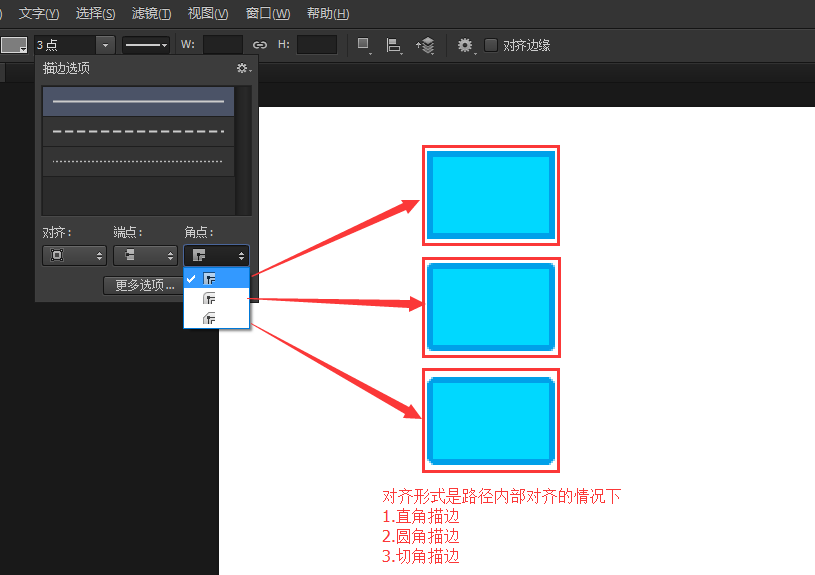 ) 文字(Y) 选择(S) 滤镜(T) 视图(V) 窗口(W) 帮助(H)
3 点 W: H: 对齐边缘
描边选项
对齐: 端点: 角点:
更多选项...
对齐形式是路径内部对齐的情况下
1.直角描边
2.圆角描边
3.切角描边